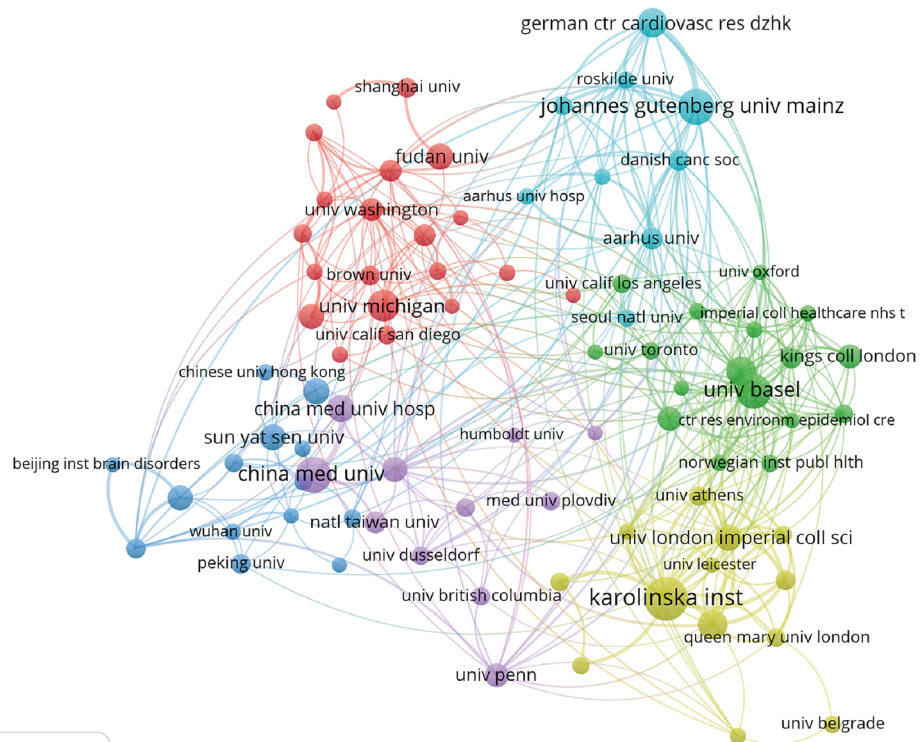 german ctr cardiovasc res dzhk
roskilde univ
shanghai univ
johannes gutenberg univ mainz
fudan univ
danish canc soc
aarhus univ hosp
univ washington
aarhus univ
brown univ
univ oxford
univ calif los angeles
univ michigan
seoul natl univ
imperial coll healthcare nhs t
univ calif san diego
univ toronto
kings coll london
chinese univ hong kong
univ basel
china med univ hosp
ctr res environm epidemiol cre
sun yat sen univ
humboldt univ
beijing inst brain disorders
norwegian inst publ hlth
china med univ
univ athens
med univ plovdiv
natl taiwan univ
wuhan univ
univ london imperial coll sci
univ dusseldorf
peking univ
univ leicester
univ british columbia
karolinska inst
queen mary univ london
univ penn
univ belgrade